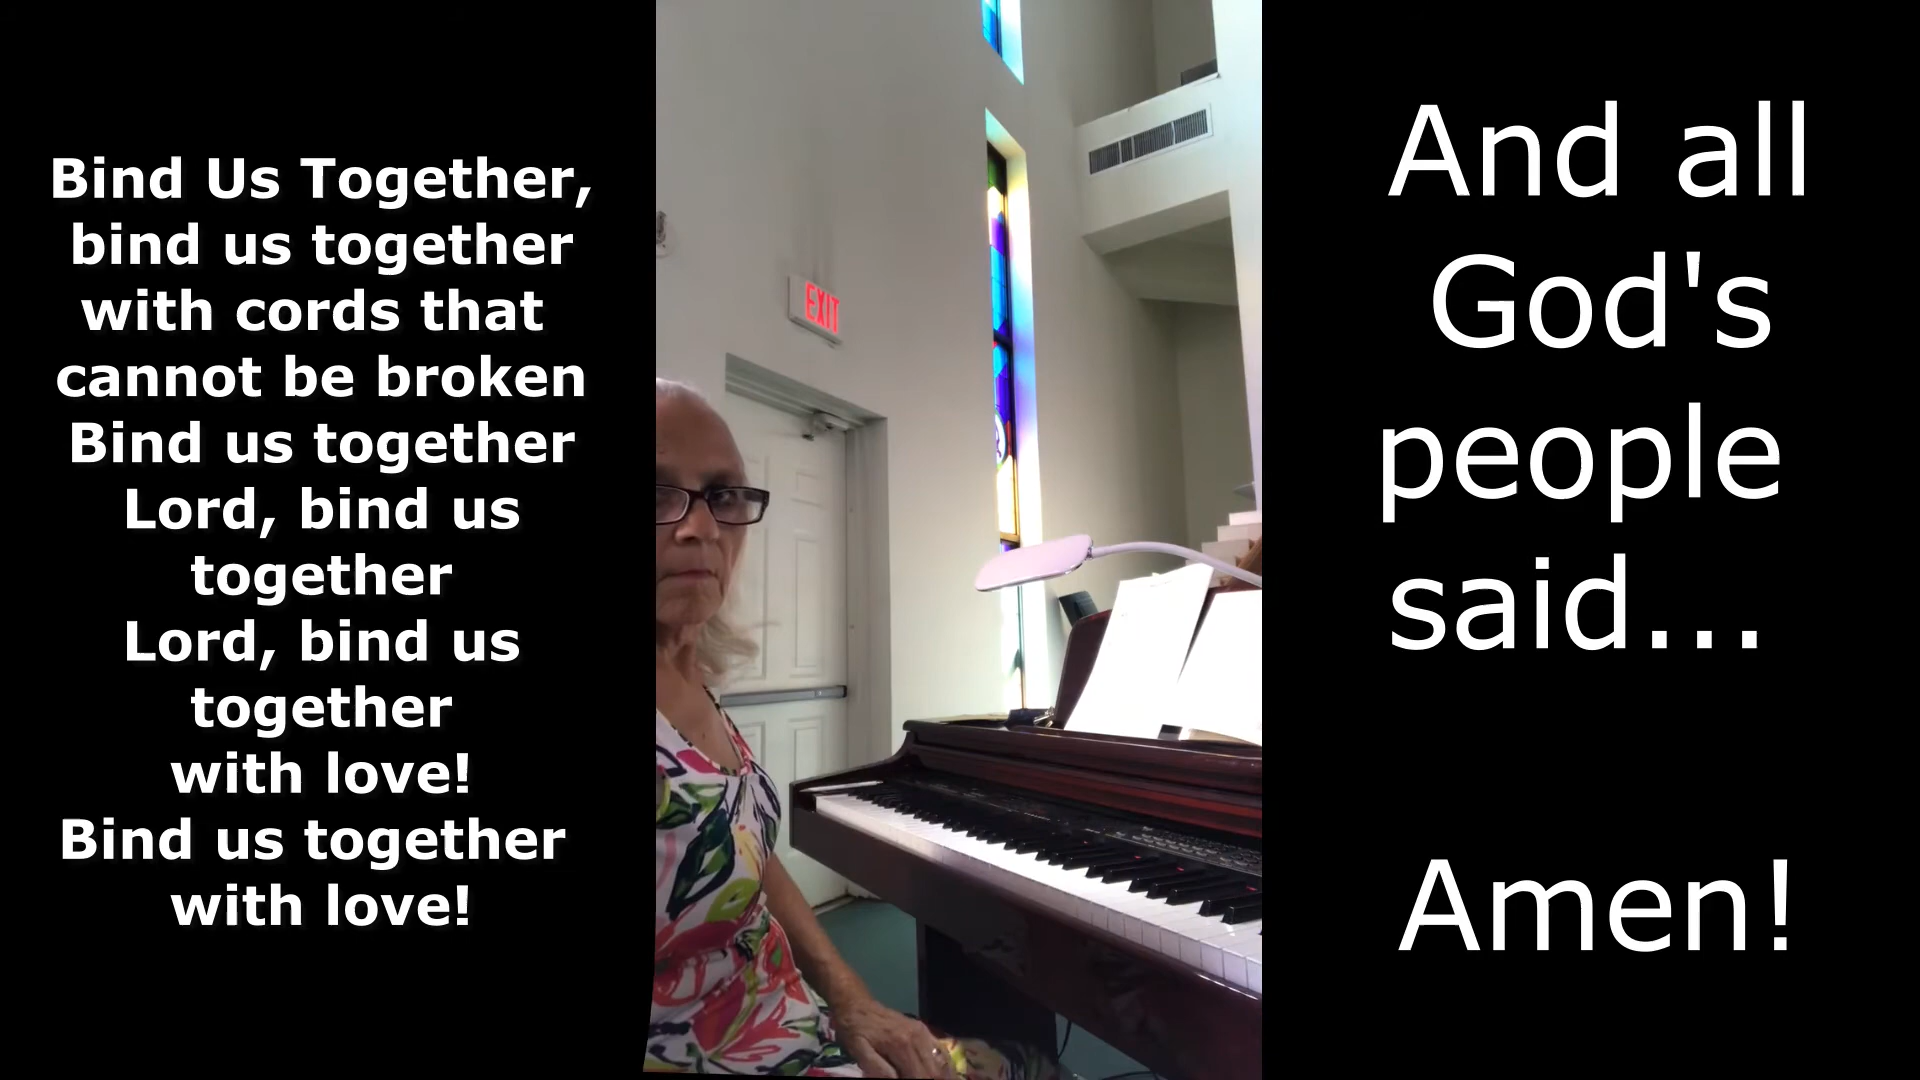 Bind Us Together,
bind us together
with cords that
cannot be broken
Bind us together
Lord, bind us
together
Lord, bind us
together
with love!
Bind us together
with love!
EXIT
And all
God's
people
said...
Amen!